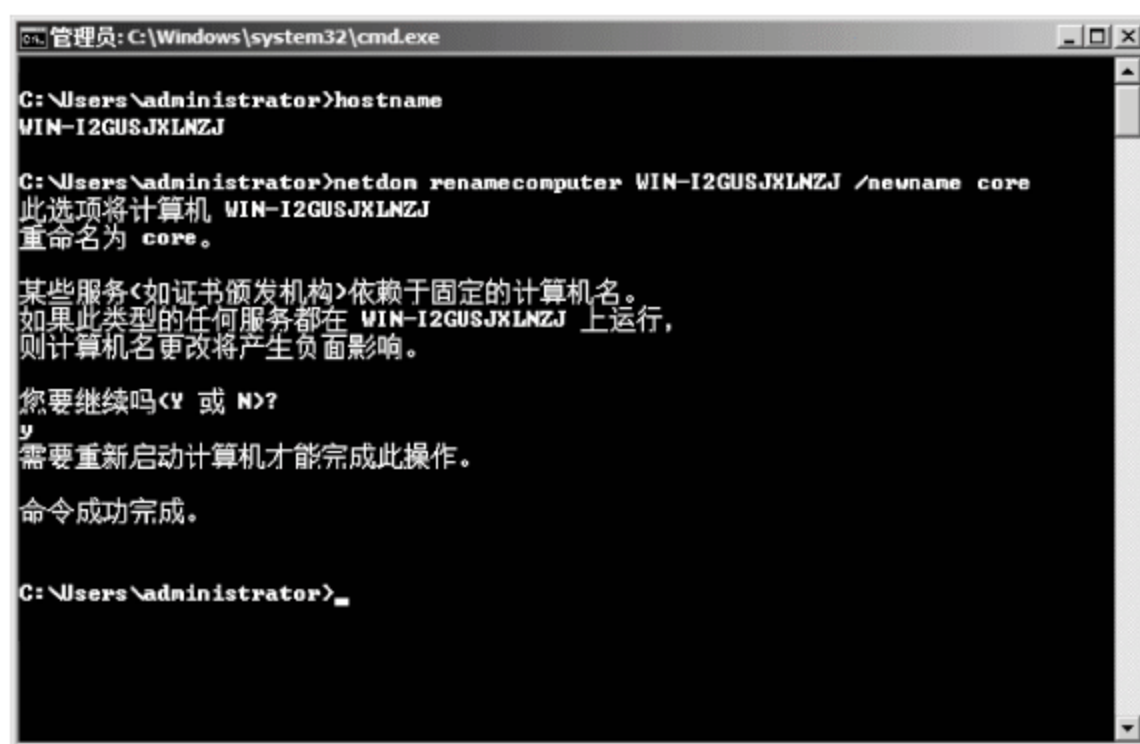 管理员: C:\Windows\system32\cmd.exe
C:\Users\administrator>hostname
WIN-I2GUSJXLNZJ
C:\Users\administrator>netdom renamecomputer WIN-I2GUSJXLNZJ /newname core
此选项将计算机 WIN-I2GUSJXLNZJ
重命名为 core。
某些服务<如证书颁发机构>依赖于固定的计算机名。
如果此类型的任何服务都在 WIN-I2GUSJXLNZJ 上运行,
则计算机名更改将产生负面影响。
您要继续吗<Y 或 N>?
y
需要重新启动计算机才能完成此操作。
命令成功完成。
C:\Users\administrator>_